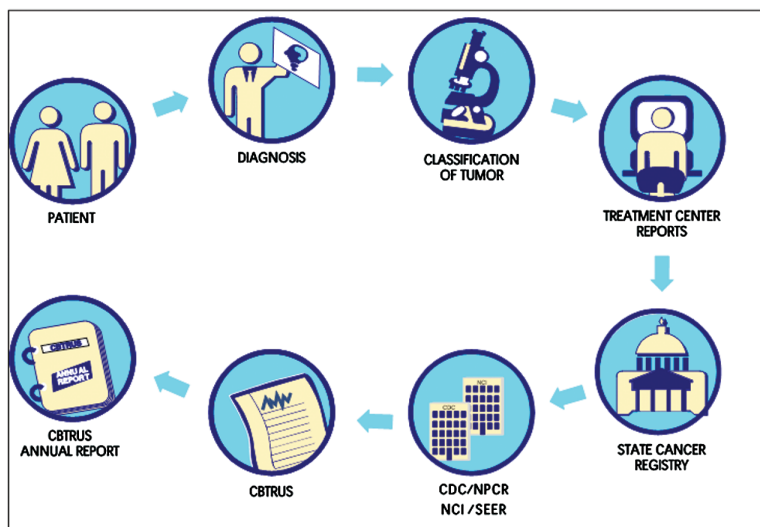 PATIENT
DIAGNOSIS
CLASSIFICATION
OF TUMOR
TREATMENT CENTER
REPORTS
STATE CANCER
REGISTRY
CDC
NCI
CDC/NPCR
NCI/SEER
CBTRUS
CBTRUS
ANNUAL
REPORT
CBTRUS
ANNUAL REPORT